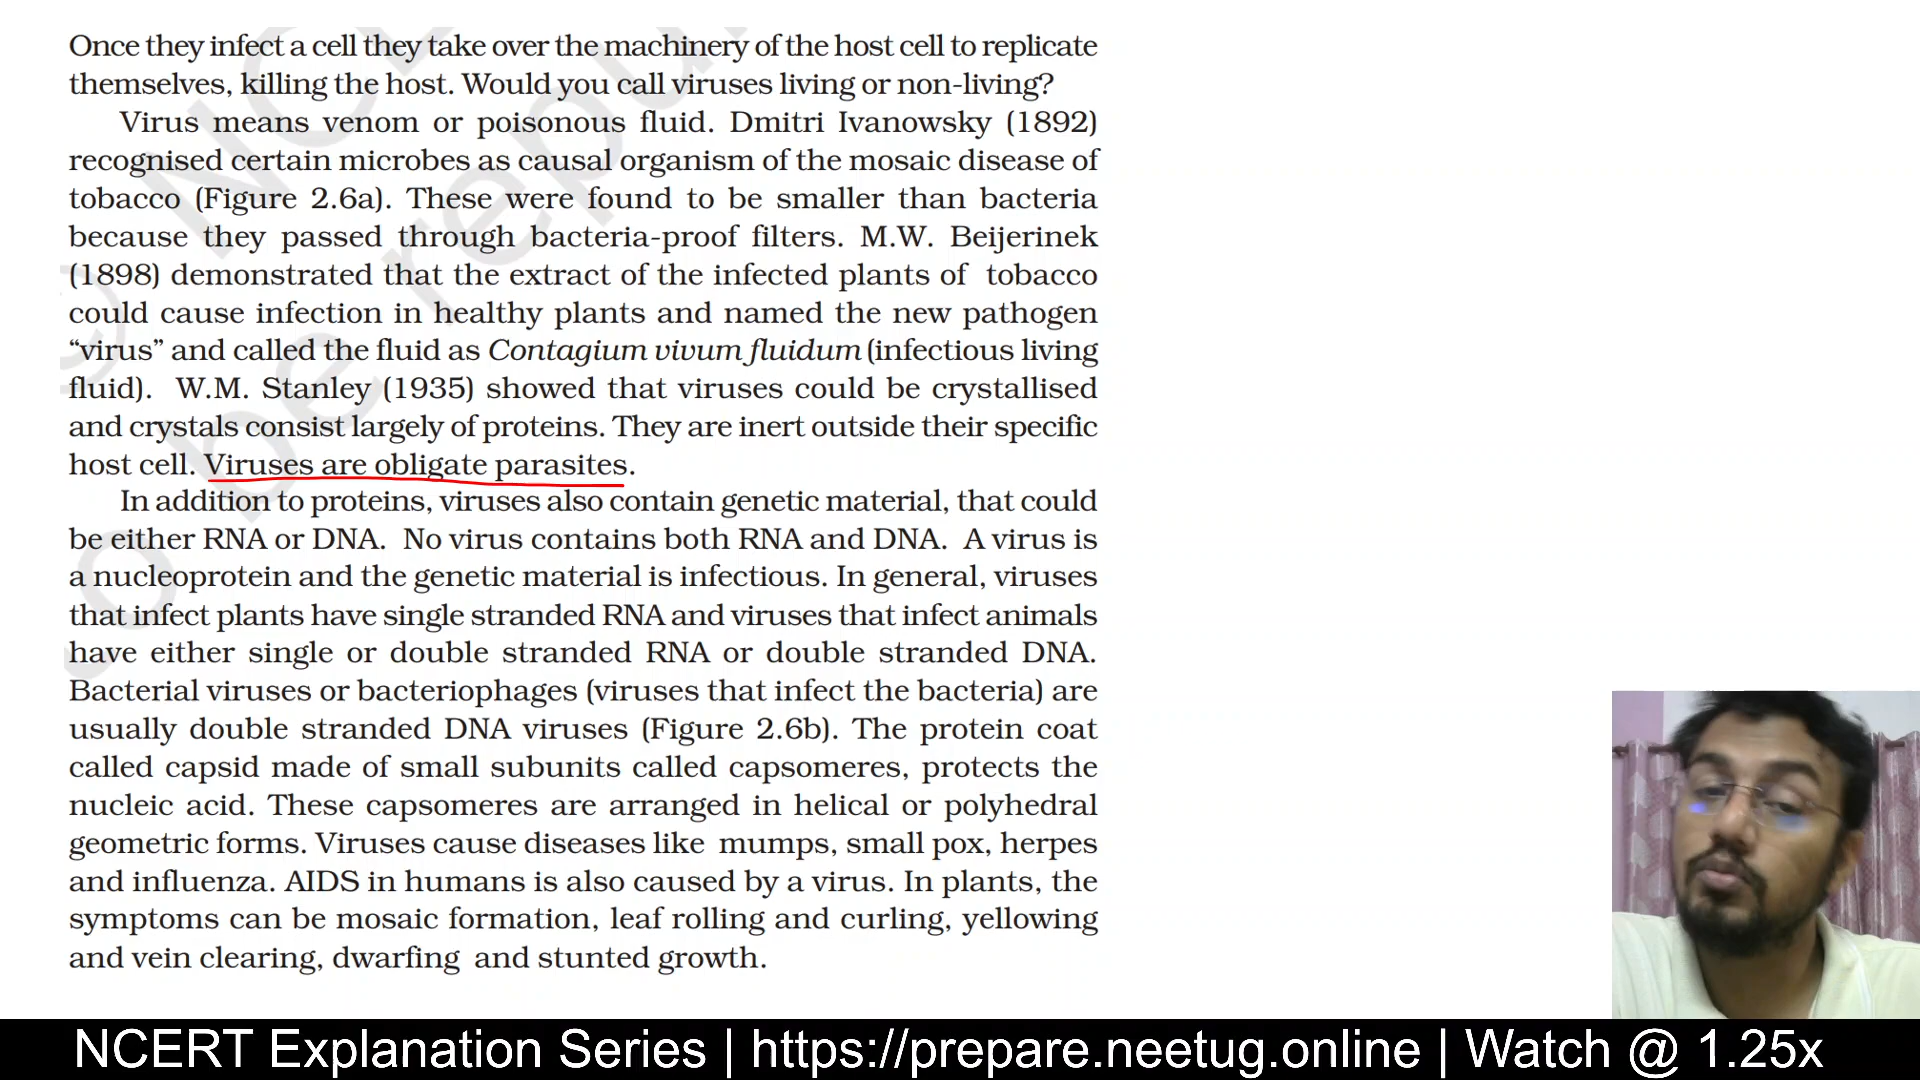 Once they infect a cell they take over the machinery of the host cell to replicate
themselves, killing the host. Would you call viruses living or non-living?
Virus means venom or poisonous fluid. Dmitri Ivanowsky (1892)
recognised certain microbes as causal organism of the mosaic disease of
tobacco (Figure 2.6a). These were found to be smaller than bacteria
because they passed through bacteria-proof filters. M.W. Beijerinek
(1898) demonstrated that the extract of the infected plants of tobacco
could cause infection in healthy plants and named the new pathogen
“virus” and called the fluid as Contagium vivum fluidum (infectious living
fluid). W.M. Stanley (1935) showed that viruses could be crystallised
and crystals consist largely of proteins. They are inert outside their specific
host cell. Viruses are obligate parasites.
In addition to proteins, viruses also contain genetic material, that could
be either RNA or DNA. No virus contains both RNA and DNA. A virus is
a nucleoprotein and the genetic material is infectious. In general, viruses
that infect plants have single stranded RNA and viruses that infect animals
have either single or double stranded RNA or double stranded DNA.
Bacterial viruses or bacteriophages (viruses that infect the bacteria) are
usually double stranded DNA viruses (Figure 2.6b). The protein coat
called capsid made of small subunits called capsomeres, protects the
nucleic acid. These capsomeres are arranged in helical or polyhedral
geometric forms. Viruses cause diseases like mumps, small pox, herpes
and influenza. AIDS in humans is also caused by a virus. In plants, the
symptoms can be mosaic formation, leaf rolling and curling, yellowing
and vein clearing, dwarfing and stunted growth.
NCERT Explanation Series | https://prepare.neetug.online | Watch @ 1.25x